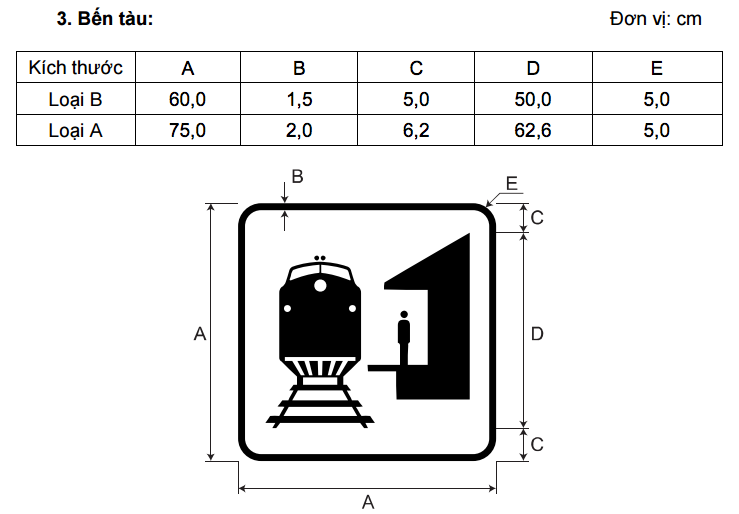 3. Bến tàu: Đơn vị: cm
Kích thước A B C D E
Loại B 60,0 1,5 5,0 50,0 5,0
Loại A 75,0 2,0 6,2 62,6 5,0
B E
C
A D
C
A